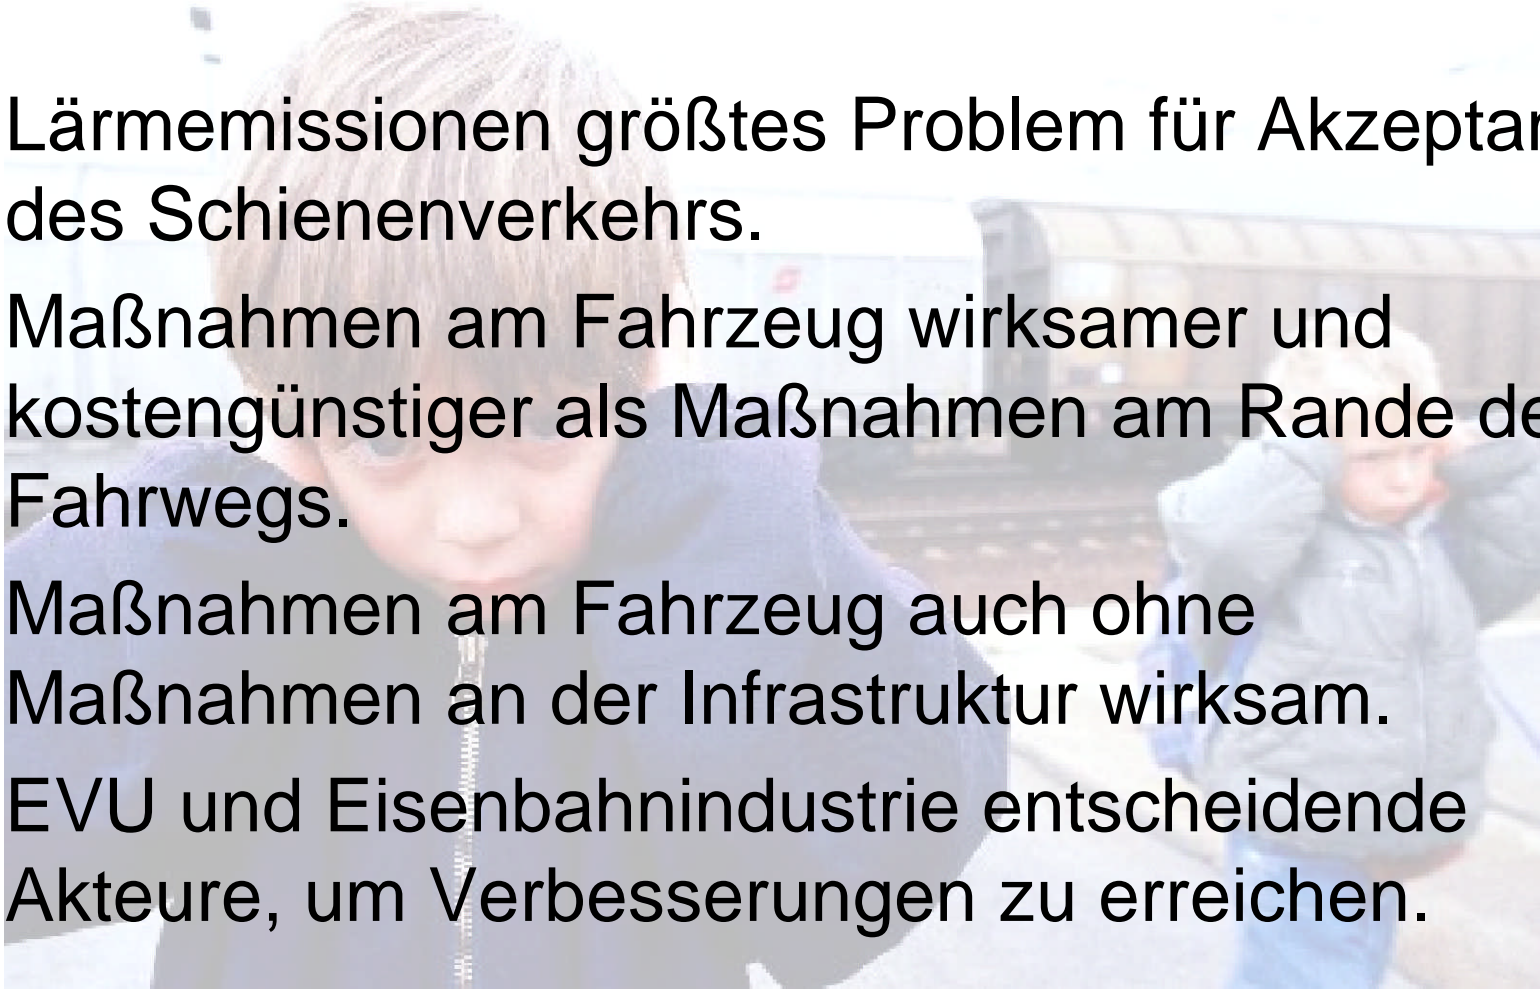 Lärmemissionen größtes Problem für Akzeptan
des Schienenverkehrs.
Maßnahmen am Fahrzeug wirksamer und
kostengünstiger als Maßnahmen am Rande de
Fahrwegs.
Maßnahmen am Fahrzeug auch ohne
Maßnahmen an der Infrastruktur wirksam.
EVU und Eisenbahnindustrie entscheidende
Akteure, um Verbesserungen zu erreichen.